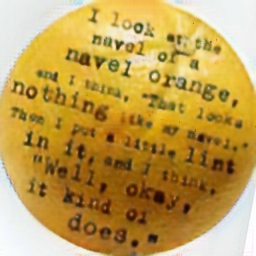 I look at the
navel of a
navel orange,
and I think, "That looks
nothing like my navel."
Then I put a little lint
in it, and I think,
"Well, okay,
it kind of
does."